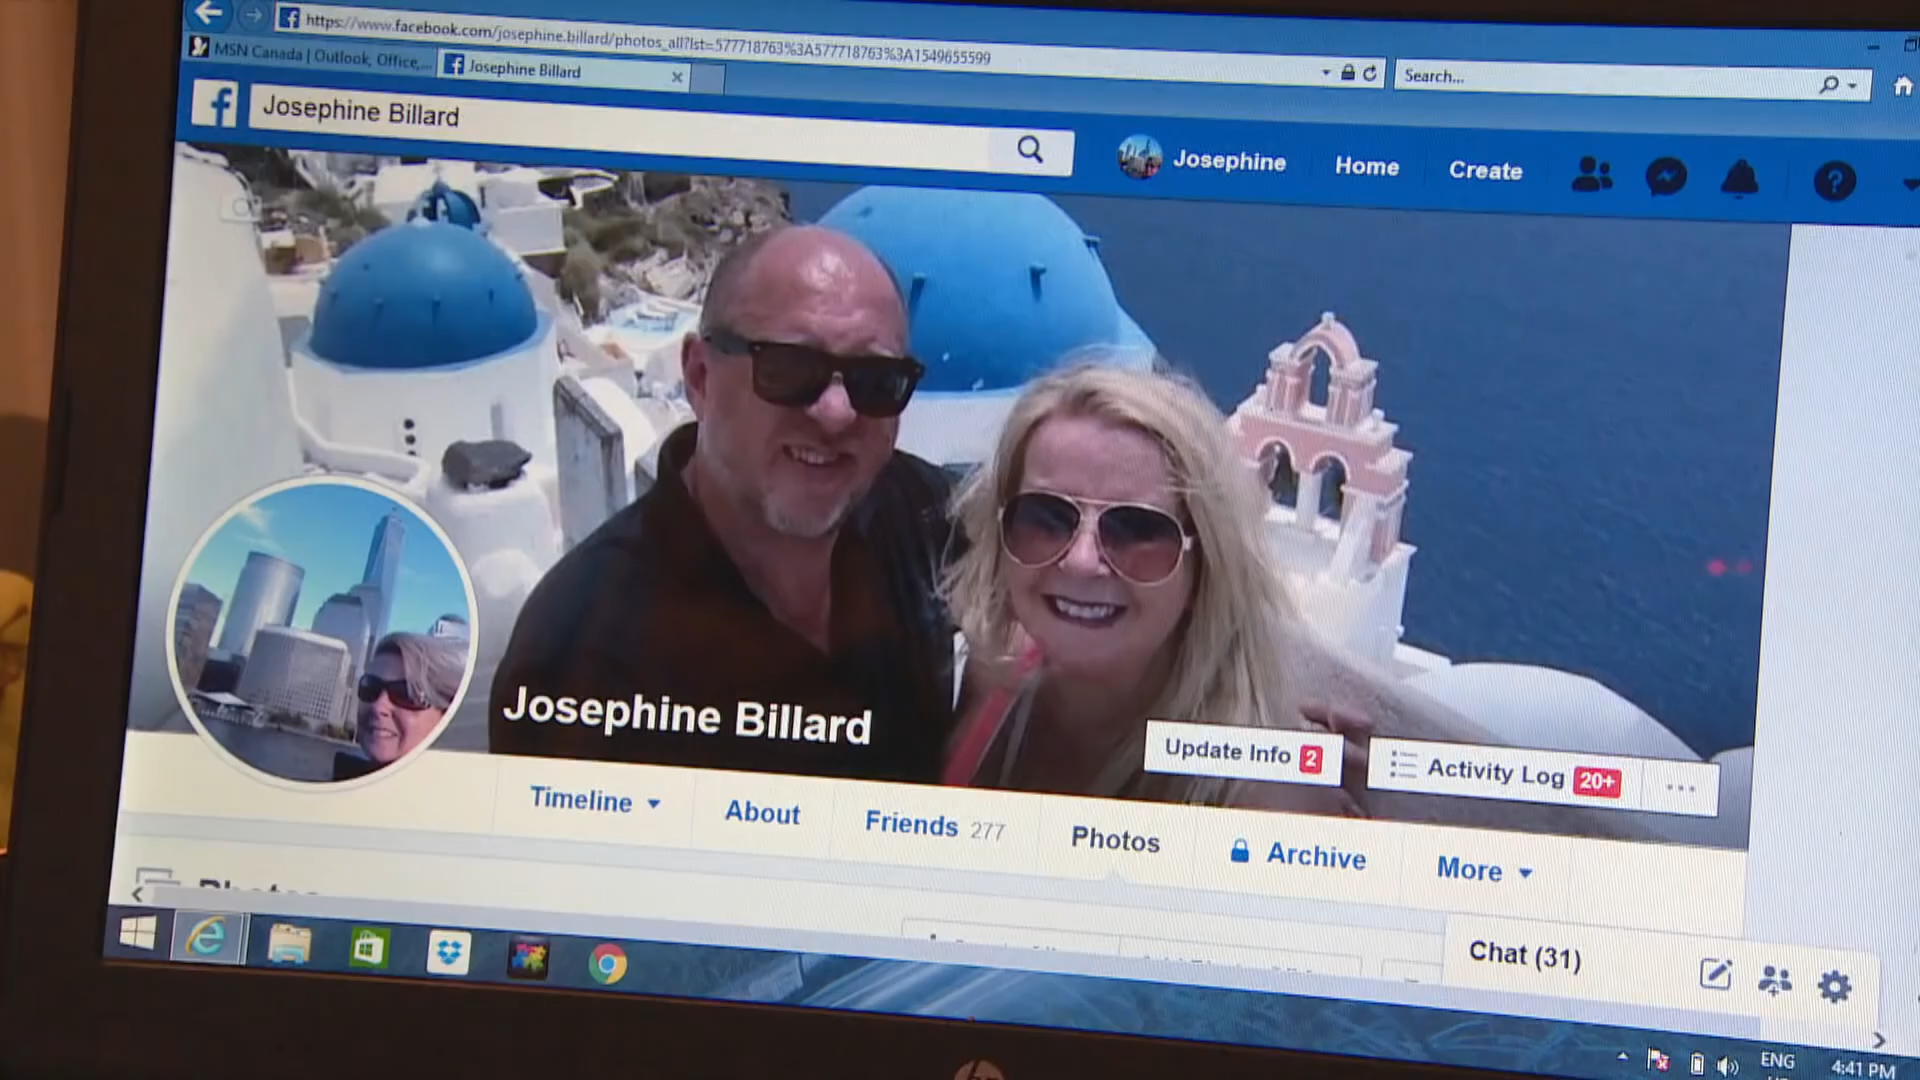 https://www.facebook.com/josephine.billard/photos_all?lst=577718763%3A577718763%3A1549655599
Search...
MSN Canada | Outlook, Office,...
Josephine Billard
Josephine Billard
Josephine
Home
Create
Josephine Billard
Update Info 2
Activity Log 20+
Timeline
About
Friends 277
Photos
Archive
More
Photos
Chat (31)
ENG
4:41 PM